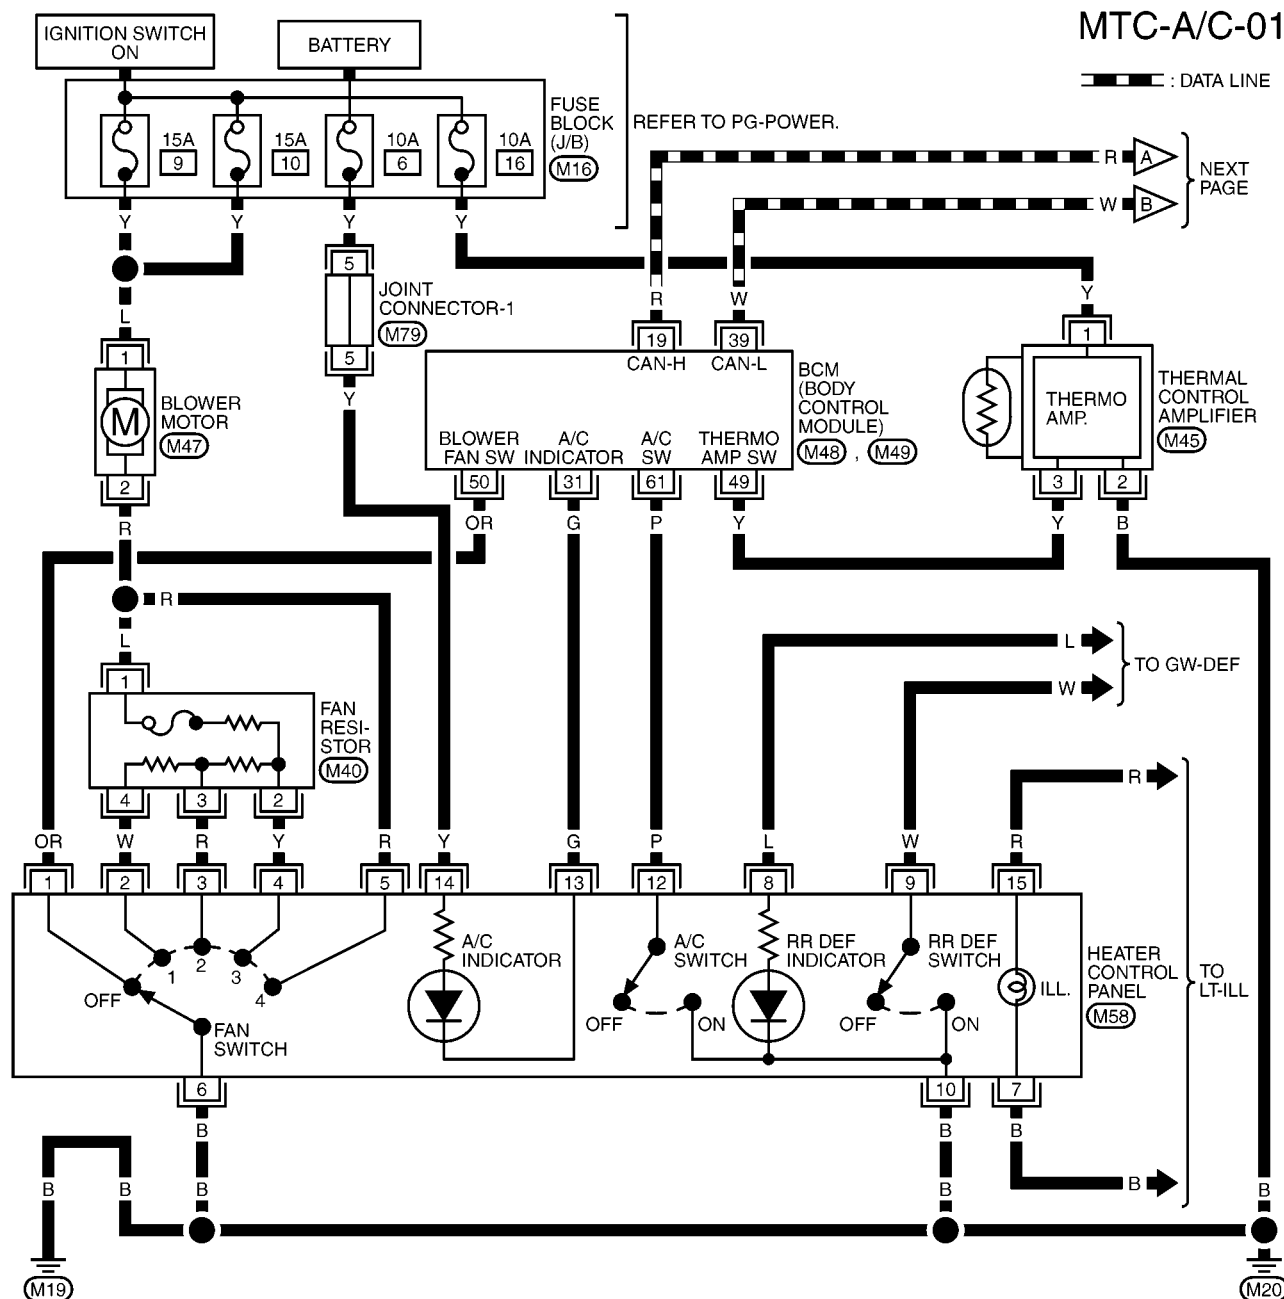 MTC-A/C-01
IGNITION SWITCH
ON
BATTERY
: DATA LINE
FUSE
BLOCK
(J/B)
M16
REFER TO PG-POWER.
15A
9
15A
10
10A
6
10A
16
R
A
W
B
NEXT
PAGE
Y
Y
Y
Y
5
JOINT
CONNECTOR-1
M79
5
Y
R
W
Y
L
1
BLOWER
MOTOR
M47
M
2
R
19
39
CAN-H
CAN-L
BCM
(BODY
CONTROL
MODULE)
M48 , M49
BLOWER
FAN SW
A/C
INDICATOR
A/C
SW
THERMO
AMP SW
50
31
61
49
OR
G
P
Y
1
THERMO
AMP.
THERMAL
CONTROL
AMPLIFIER
M45
3
2
Y
B
R
L
1
FAN
RESI-
STOR
M40
4
3
2
L
W
TO GW-DEF
R
OR
W
R
Y
R
Y
G
P
L
W
R
1
2
3
4
5
14
13
12
8
9
15
OFF
1
2
3
4
FAN
SWITCH
A/C
INDICATOR
A/C
SWITCH
OFF
ON
RR DEF
INDICATOR
RR DEF
SWITCH
OFF
ON
ILL.
HEATER
CONTROL
PANEL
M58
TO
LT-ILL
6
10
7
B
B
B
B
B
B
B
B
B
B
M19
M20